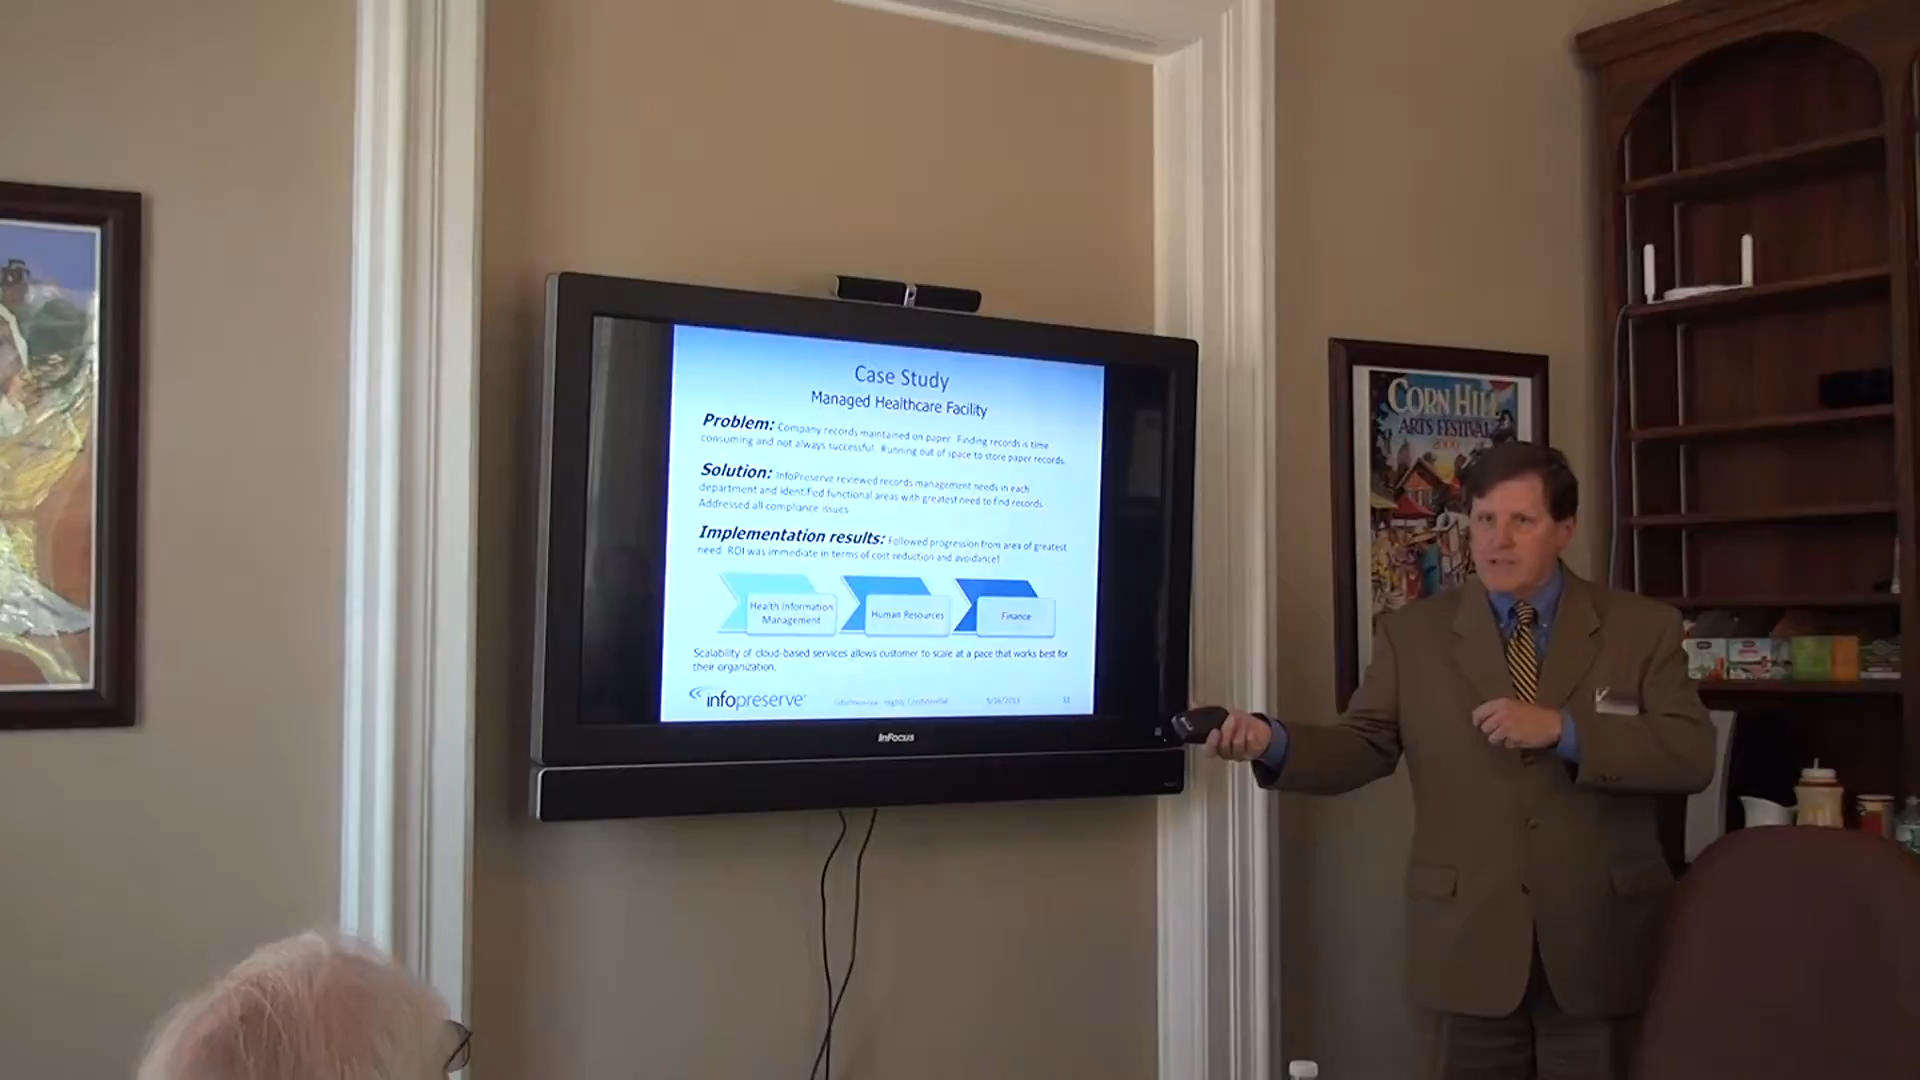 Case Study
Managed Healthcare Facility
Problem: Company records maintained on paper. Finding records is time
consuming and not always successful. Running out of space to store paper records.
Solution: InfoPreserve reviewed records management needs in each
department and identified functional areas with greatest need to find records.
Addressed all compliance issues.
Implementation results: Followed progression from area of greatest
need. ROI was immediate in terms of cost reduction and avoidance!
Health Information
Management
Human Resources
Finance
Scalability of cloud-based services allows customer to scale at a pace that works best for
their organization.
infopreserve
InfoPreserve - Highly Confidential
InFocus
CORN HILL
ARTS FESTIVAL